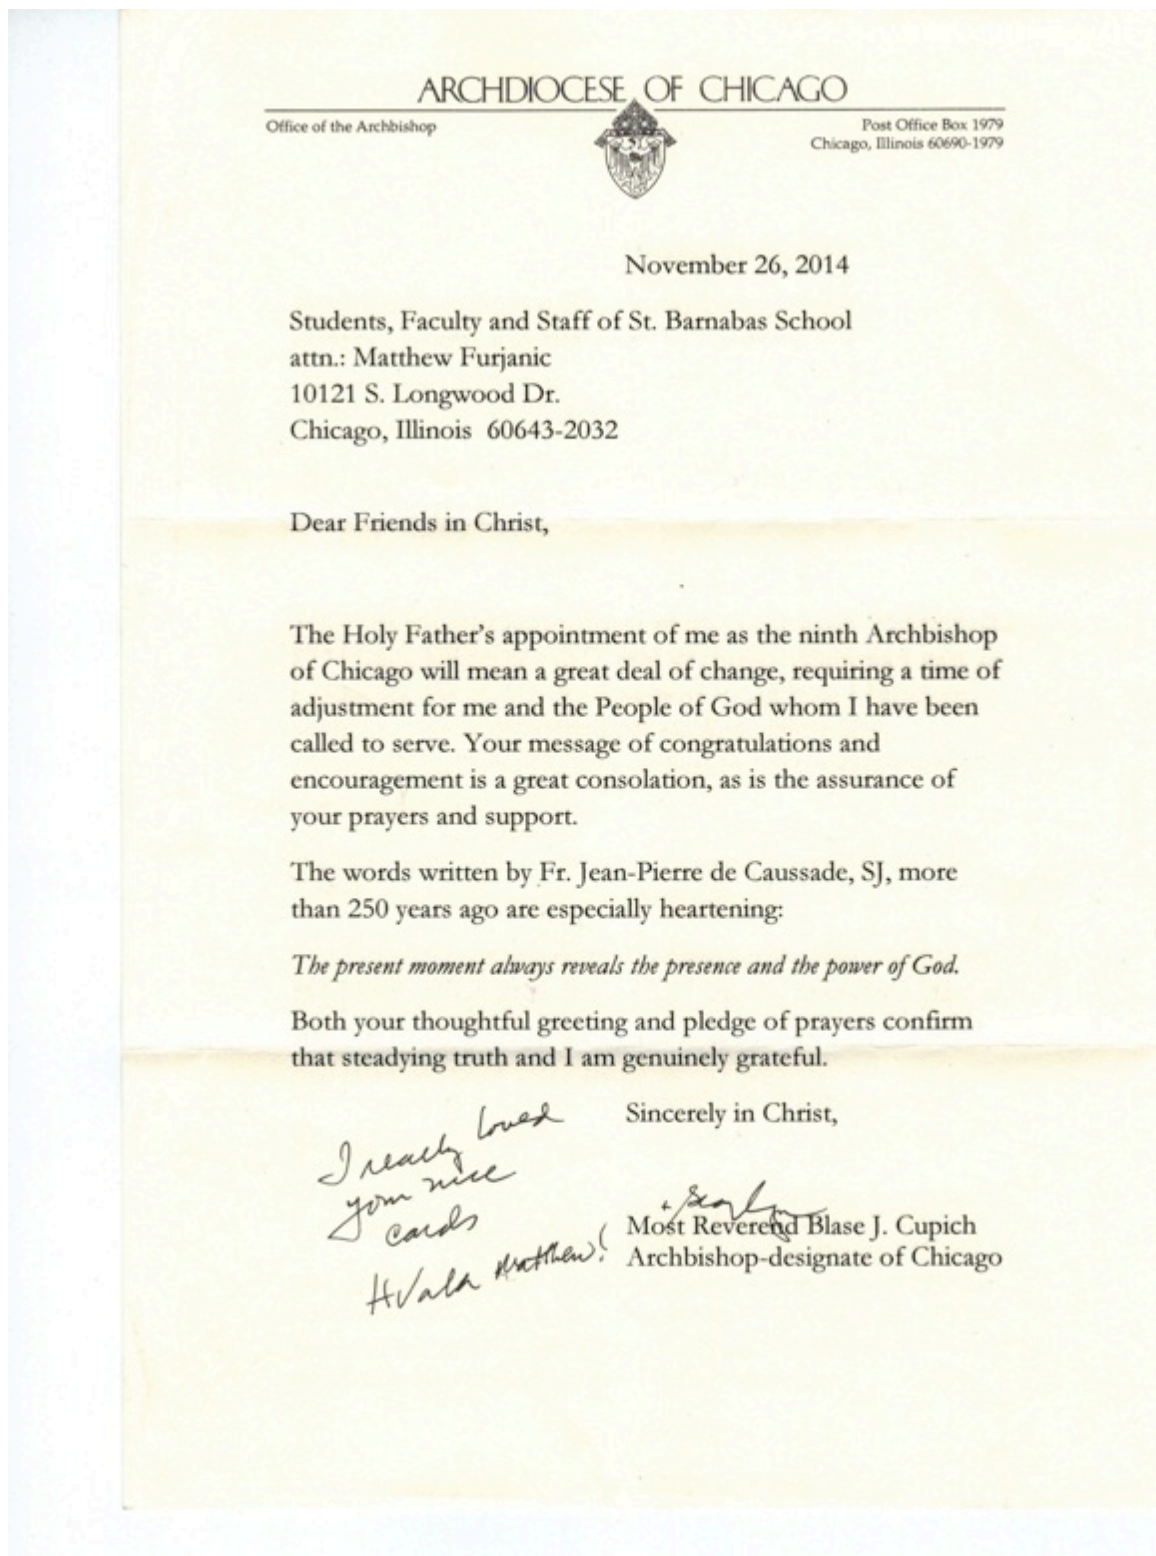 ARCHDIOCESE OF CHICAGO
Office of the Archbishop
Post Office Box 1979
Chicago, Illinois 60690-1979
November 26, 2014
Students, Faculty and Staff of St. Barnabas School
attn.: Matthew Furjanic
10121 S. Longwood Dr.
Chicago, Illinois 60643-2032
Dear Friends in Christ,
The Holy Father's appointment of me as the ninth Archbishop
of Chicago will mean a great deal of change, requiring a time of
adjustment for me and the People of God whom I have been
called to serve. Your message of congratulations and
encouragement is a great consolation, as is the assurance of
your prayers and support.
The words written by Fr. Jean-Pierre de Caussade, SJ, more
than 250 years ago are especially heartening:
The present moment always reveals the presence and the power of God.
Both your thoughtful greeting and pledge of prayers confirm
that steadying truth and I am genuinely grateful.
Sincerely in Christ,
I really loved
your nice
cards
Hvala Matthew!
Most Reverend Blase J. Cupich
Archbishop-designate of Chicago